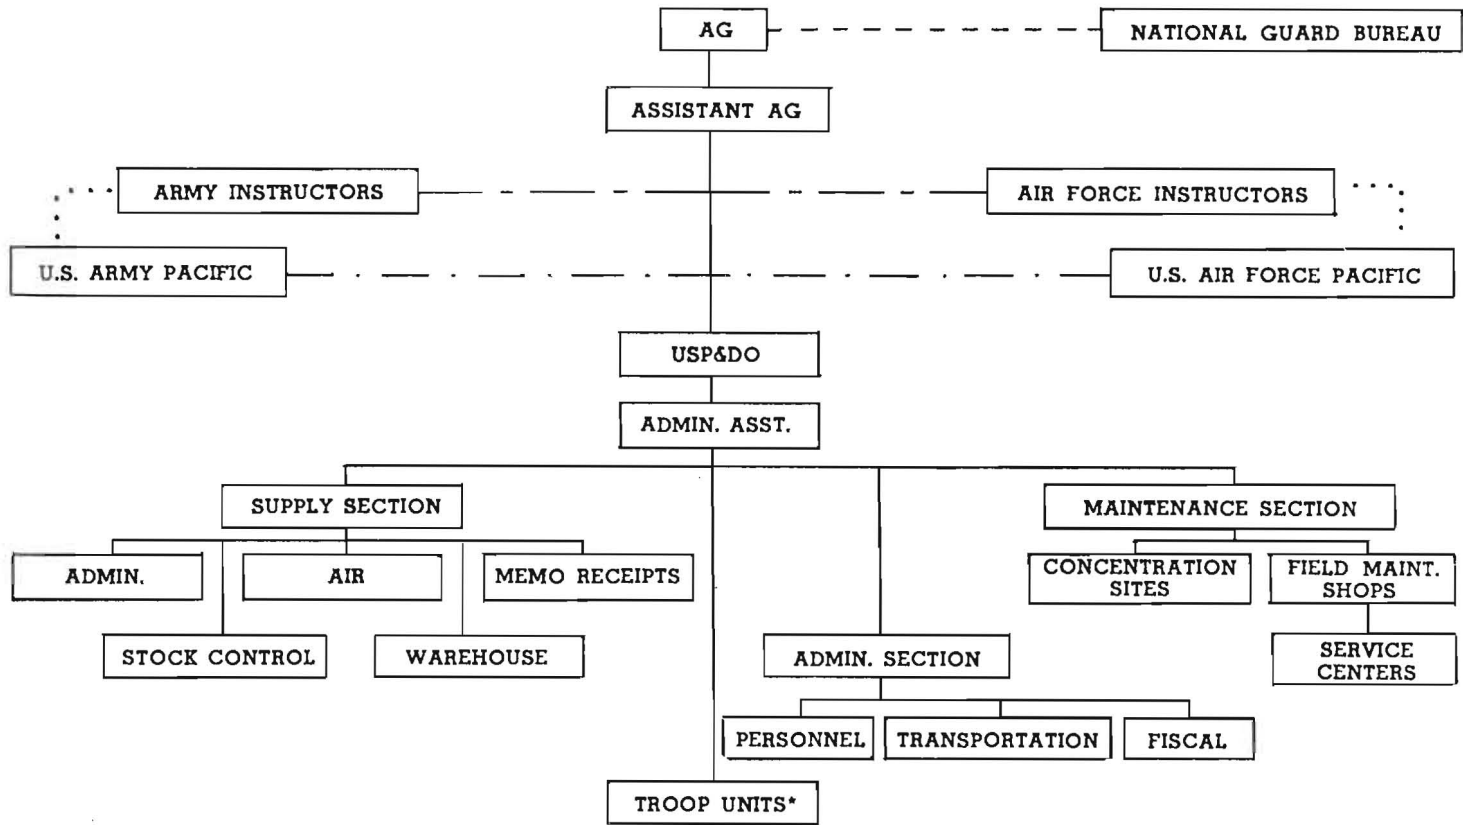 AG
NATIONAL GUARD BUREAU
ASSISTANT AG
ARMY INSTRUCTORS
AIR FORCE INSTRUCTORS
U.S. ARMY PACIFIC
U.S. AIR FORCE PACIFIC
USP&DO
ADMIN. ASST.
SUPPLY SECTION
MAINTENANCE SECTION
ADMIN.
AIR
MEMO RECEIPTS
CONCENTRATION
SITES
FIELD MAINT.
SHOPS
STOCK CONTROL
WAREHOUSE
ADMIN. SECTION
SERVICE
CENTERS
PERSONNEL
TRANSPORTATION
FISCAL
TROOP UNITS*